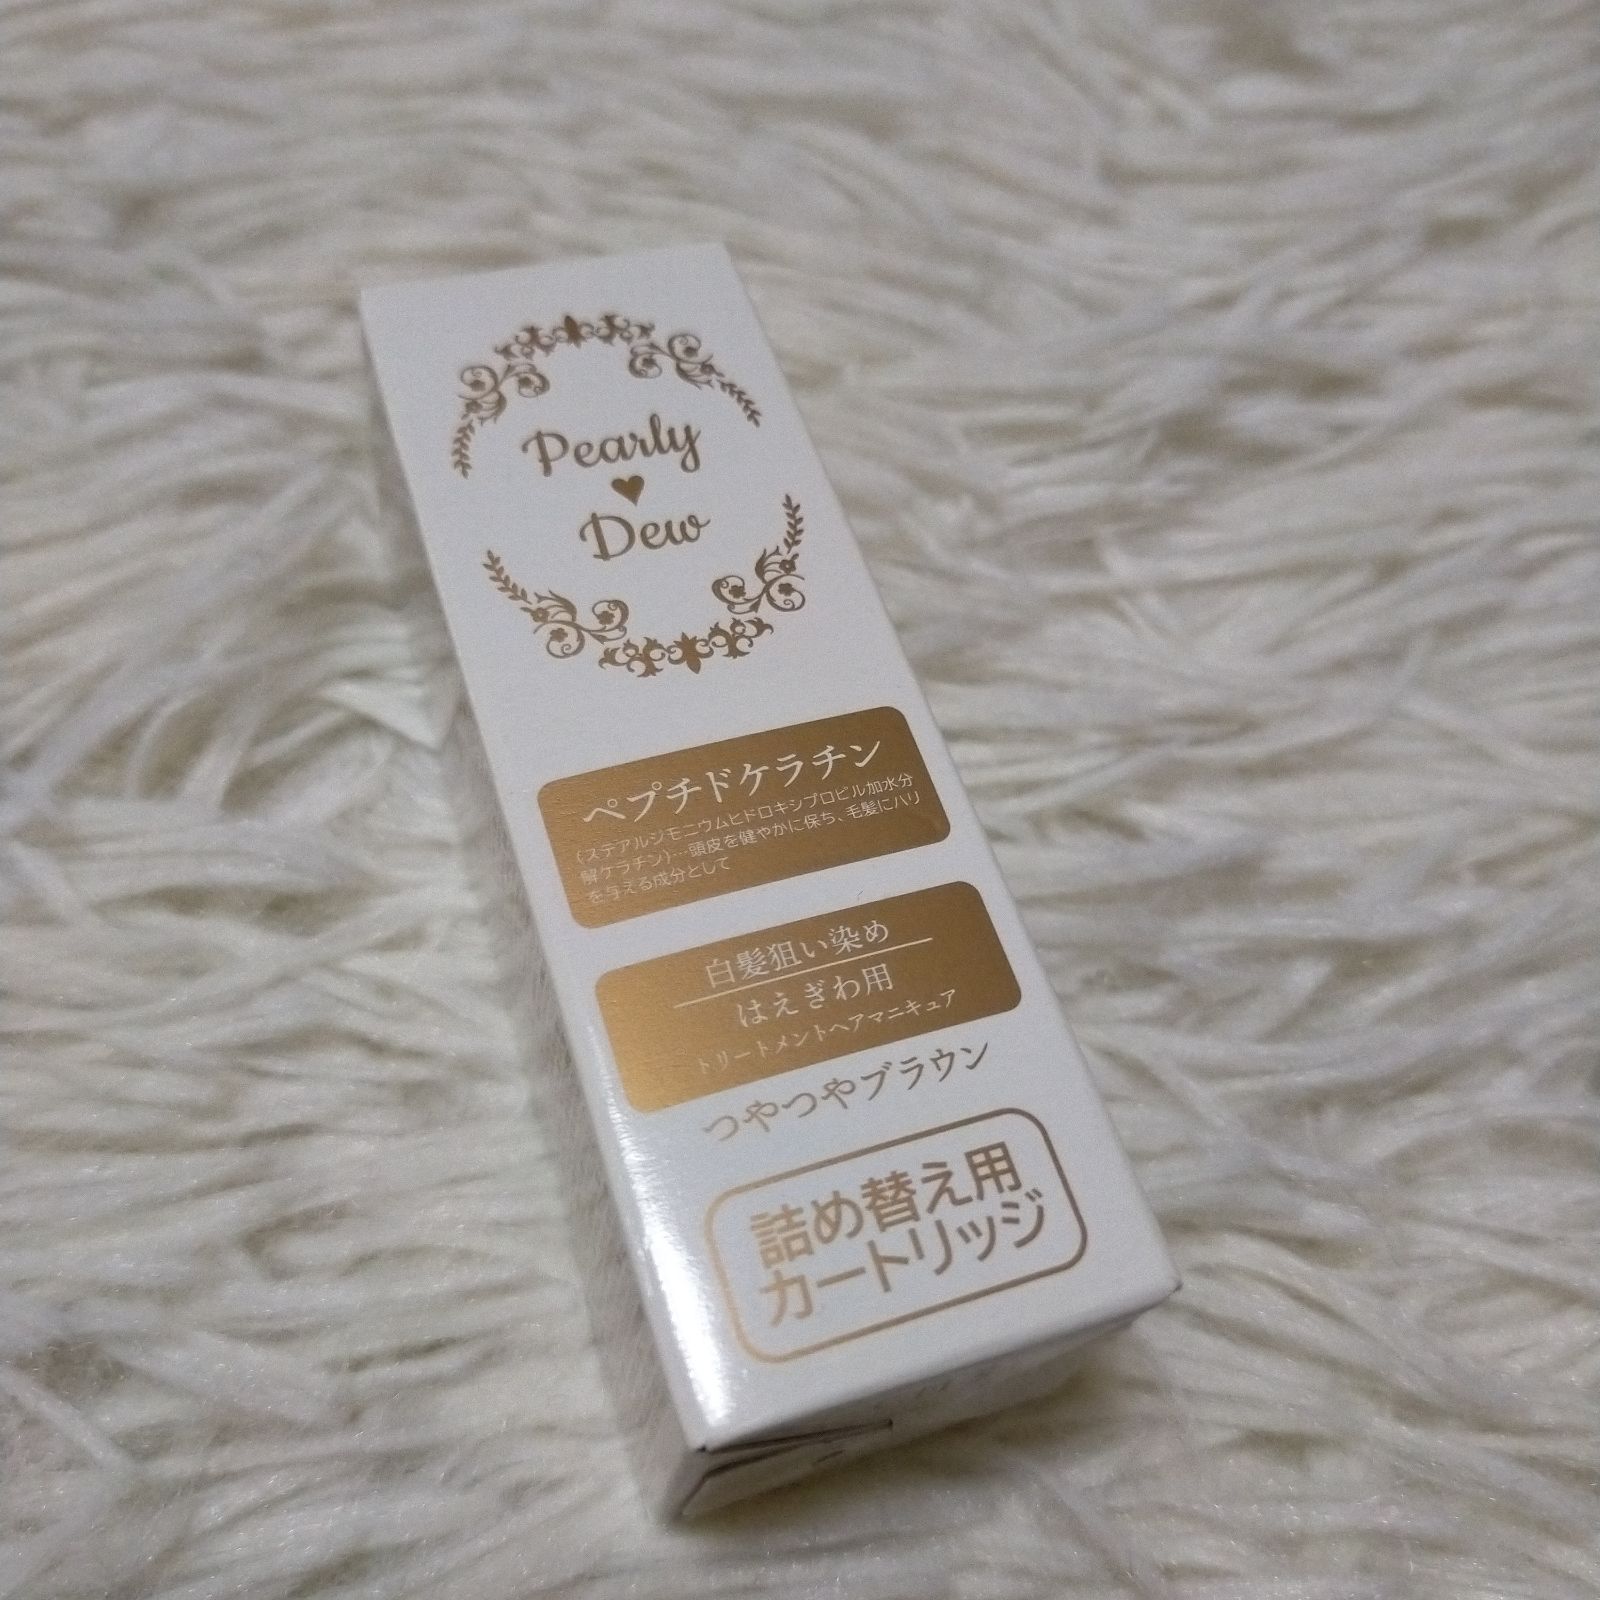 Pearly
Dew
ペプチドケラチン
(ステアルジモニウムヒドロキシプロピル加水分
解ケラチン)…頭皮を健やかに保ち、毛髪にハリ
を与える成分として
白髪狙い染め
はえぎわ用
トリートメントヘアマニキュア
つやつやブラウン
詰め替え用
カートリッジ